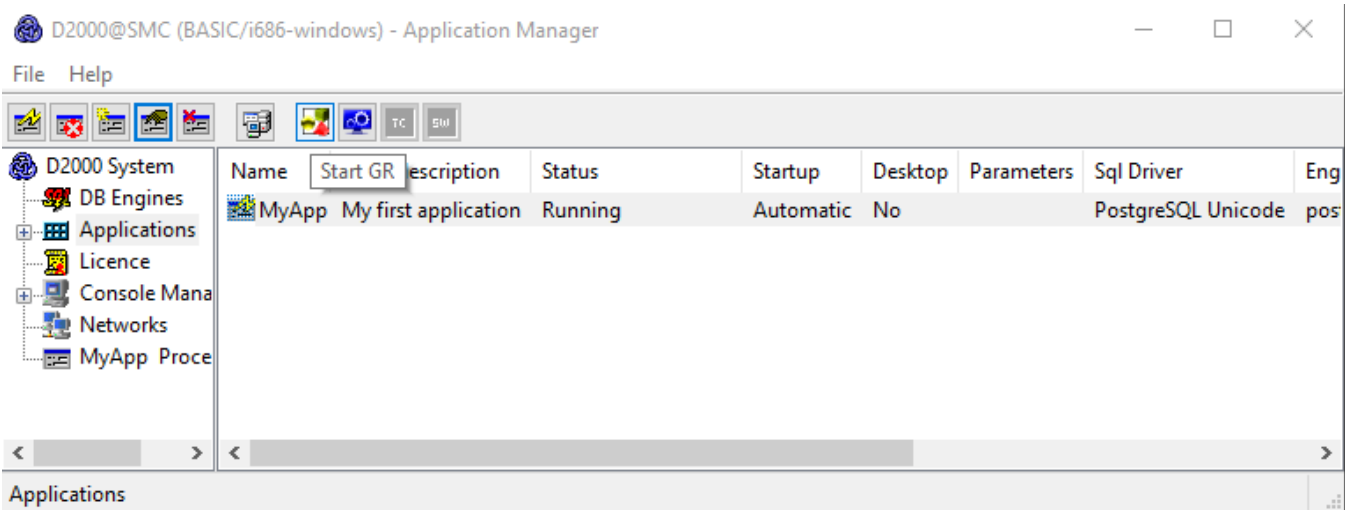 D2000@SMC (BASIC/i686-windows) - Application Manager
File Help
TC SW
D2000 System
DB Engines
Applications
Licence
Console Mana
Networks
MyApp Proce
Name Start GR escription Status Startup Desktop Parameters Sql Driver Eng
MyApp My first application Running Automatic No PostgreSQL Unicode pos
Applications